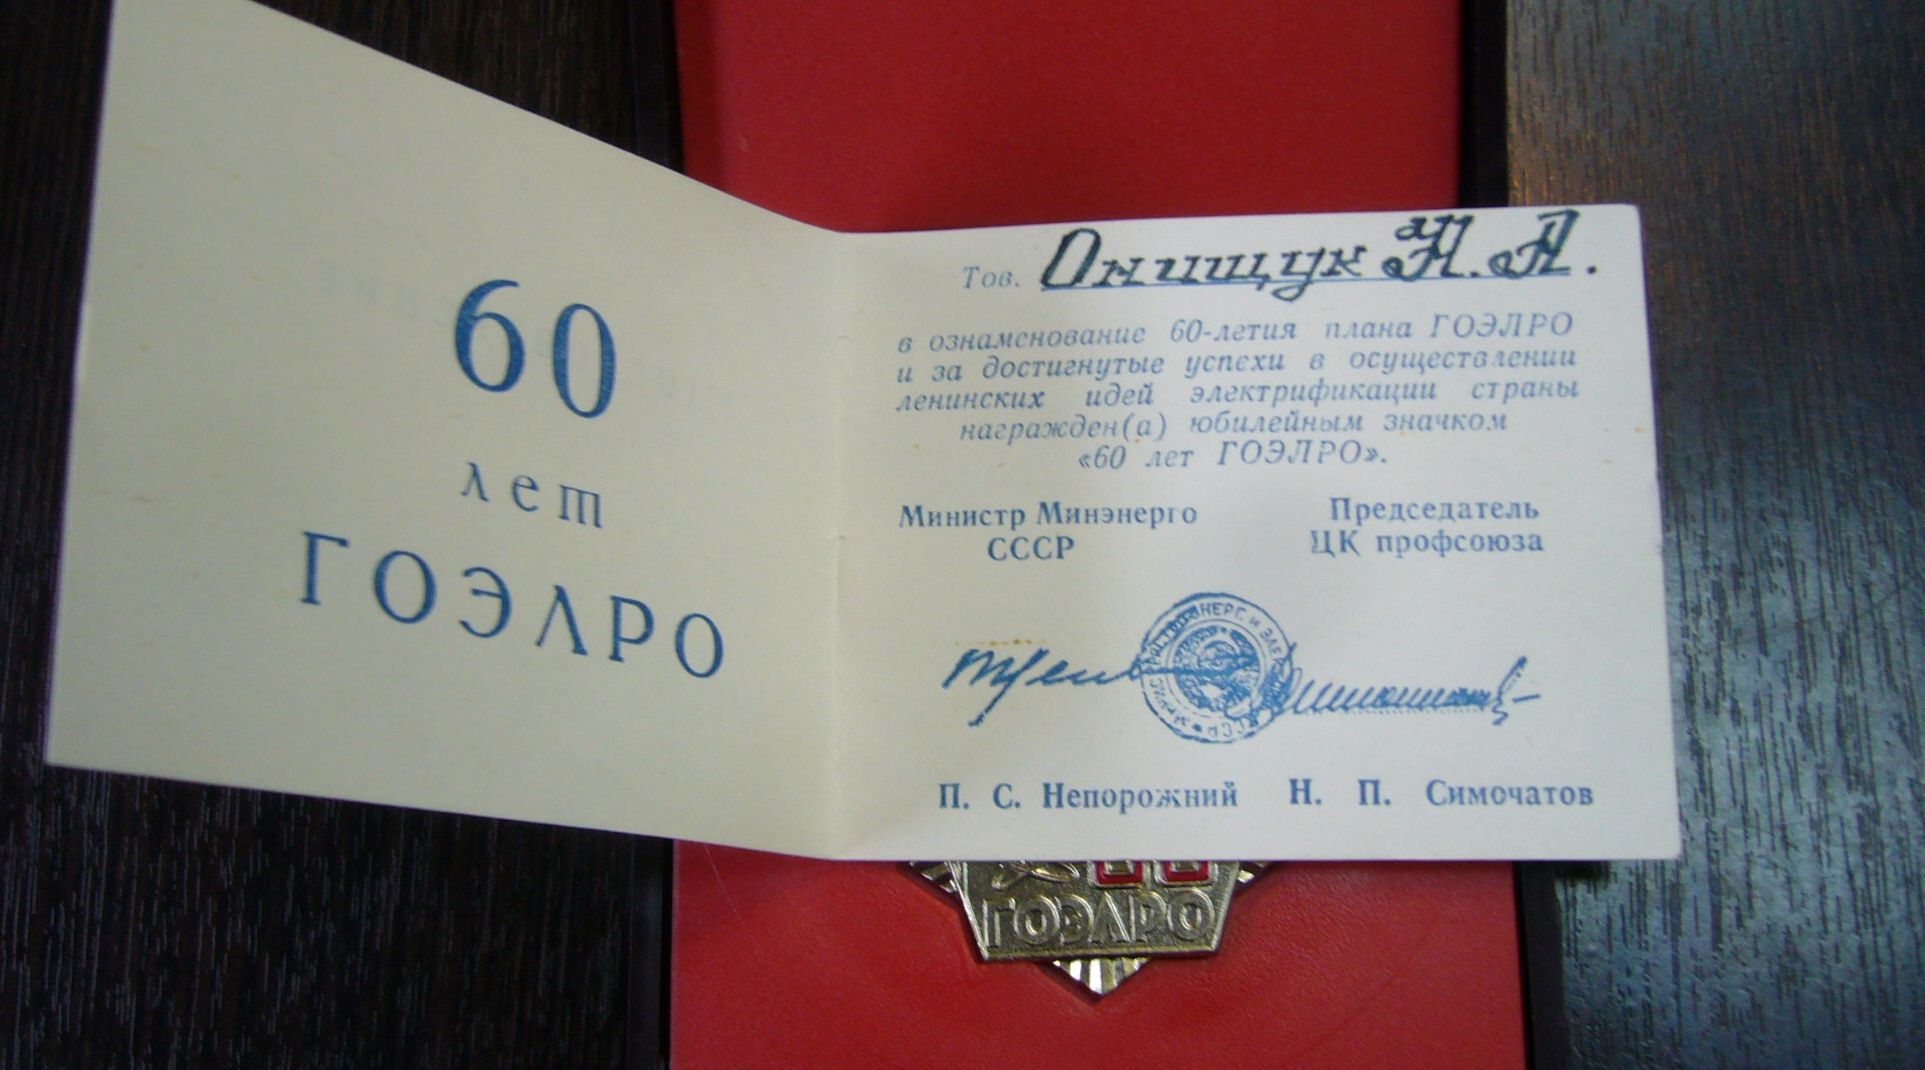 60
лет
ГОЭЛРО
Тов. Онищук Н. А.
в ознаменование 60-летия плана ГОЭЛРО
и за достигнутые успехи в осуществлении
ленинских идей электрификации страны
награжден(а) юбилейным значком
«60 лет ГОЭЛРО».
Министр Минэнерго
СССР
Председатель
ЦК профсоюза
П. С. Непорожний
Н. П. Симочатов
ГОЭЛРО